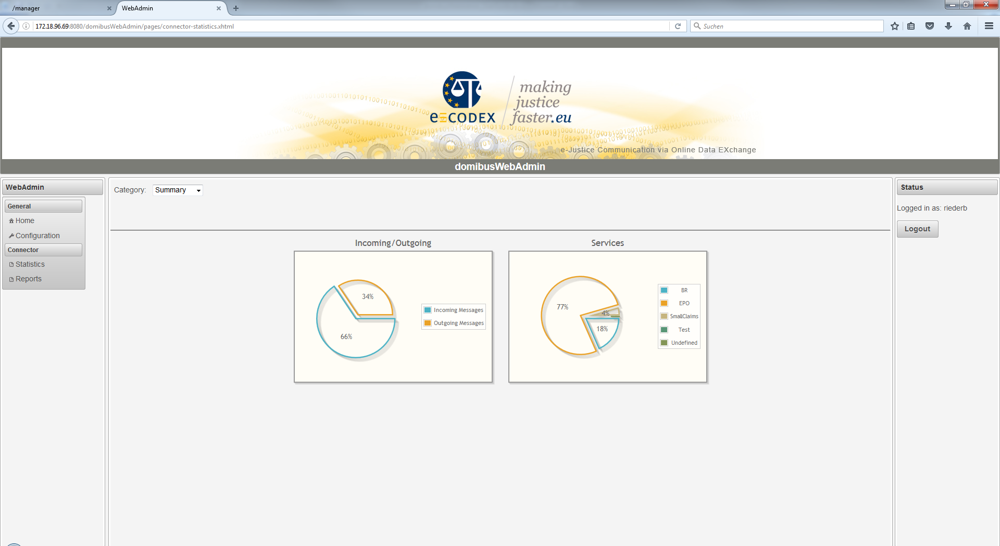 /manager
WebAdmin
172.18.96.69:8080/domibusWebAdmin/pages/connector-statistics.xhtml
Suchen
e-CODEX
making
justice
faster.eu
e-Justice Communication via Online Data EXchange
domibusWebAdmin
WebAdmin
General
Home
Configuration
Connector
Statistics
Reports
Category: Summary
Incoming/Outgoing
34%
66%
Incoming Messages
Outgoing Messages
Services
77%
4%
18%
BR
EPO
SmallClaims
Test
Undefined
Status
Logged in as: riederb
Logout